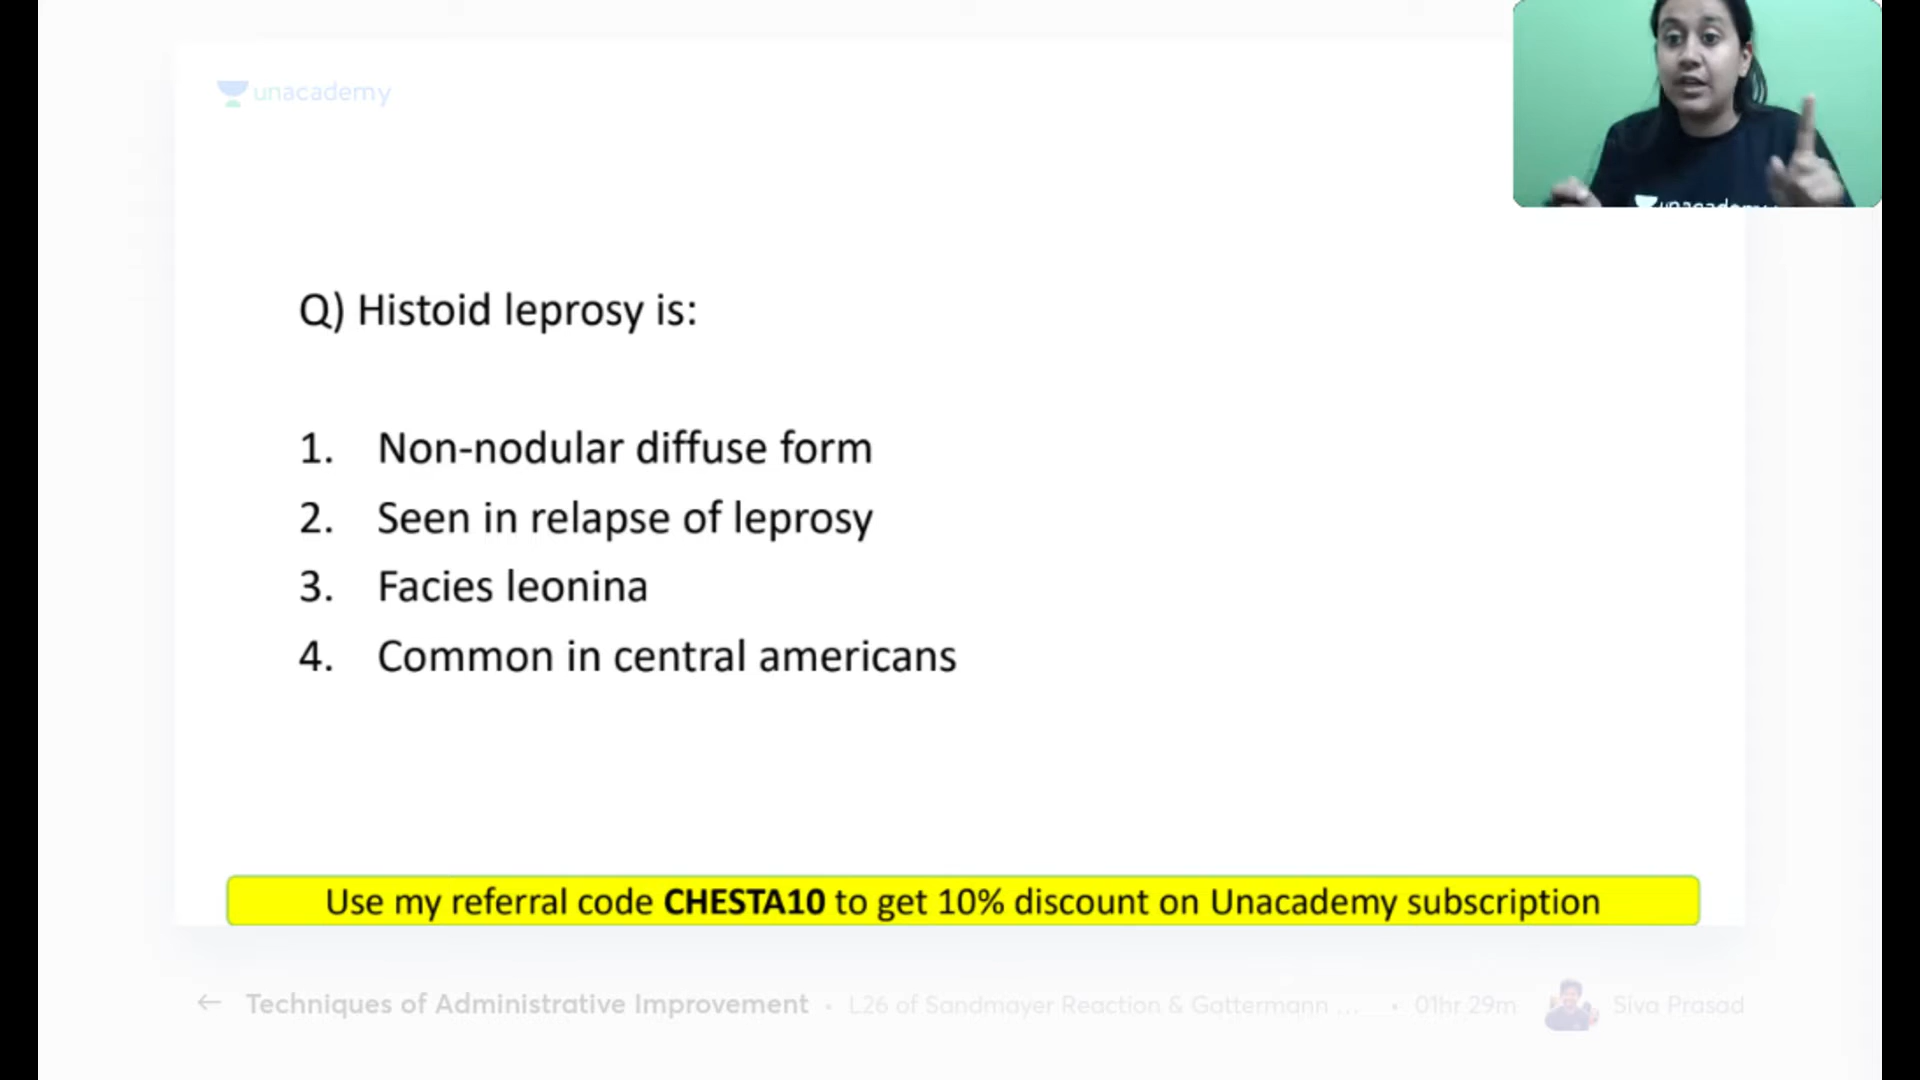 unacademy
unacademy
Q) Histoid leprosy is:
1. Non-nodular diffuse form
2. Seen in relapse of leprosy
3. Facies leonina
4. Common in central americans
Use my referral code CHESTA10 to get 10% discount on Unacademy subscription
← Techniques of Administrative Improvement • L26 of Sandmayer Reaction & Gattermann ... • 01hr 29m Siva Prasad